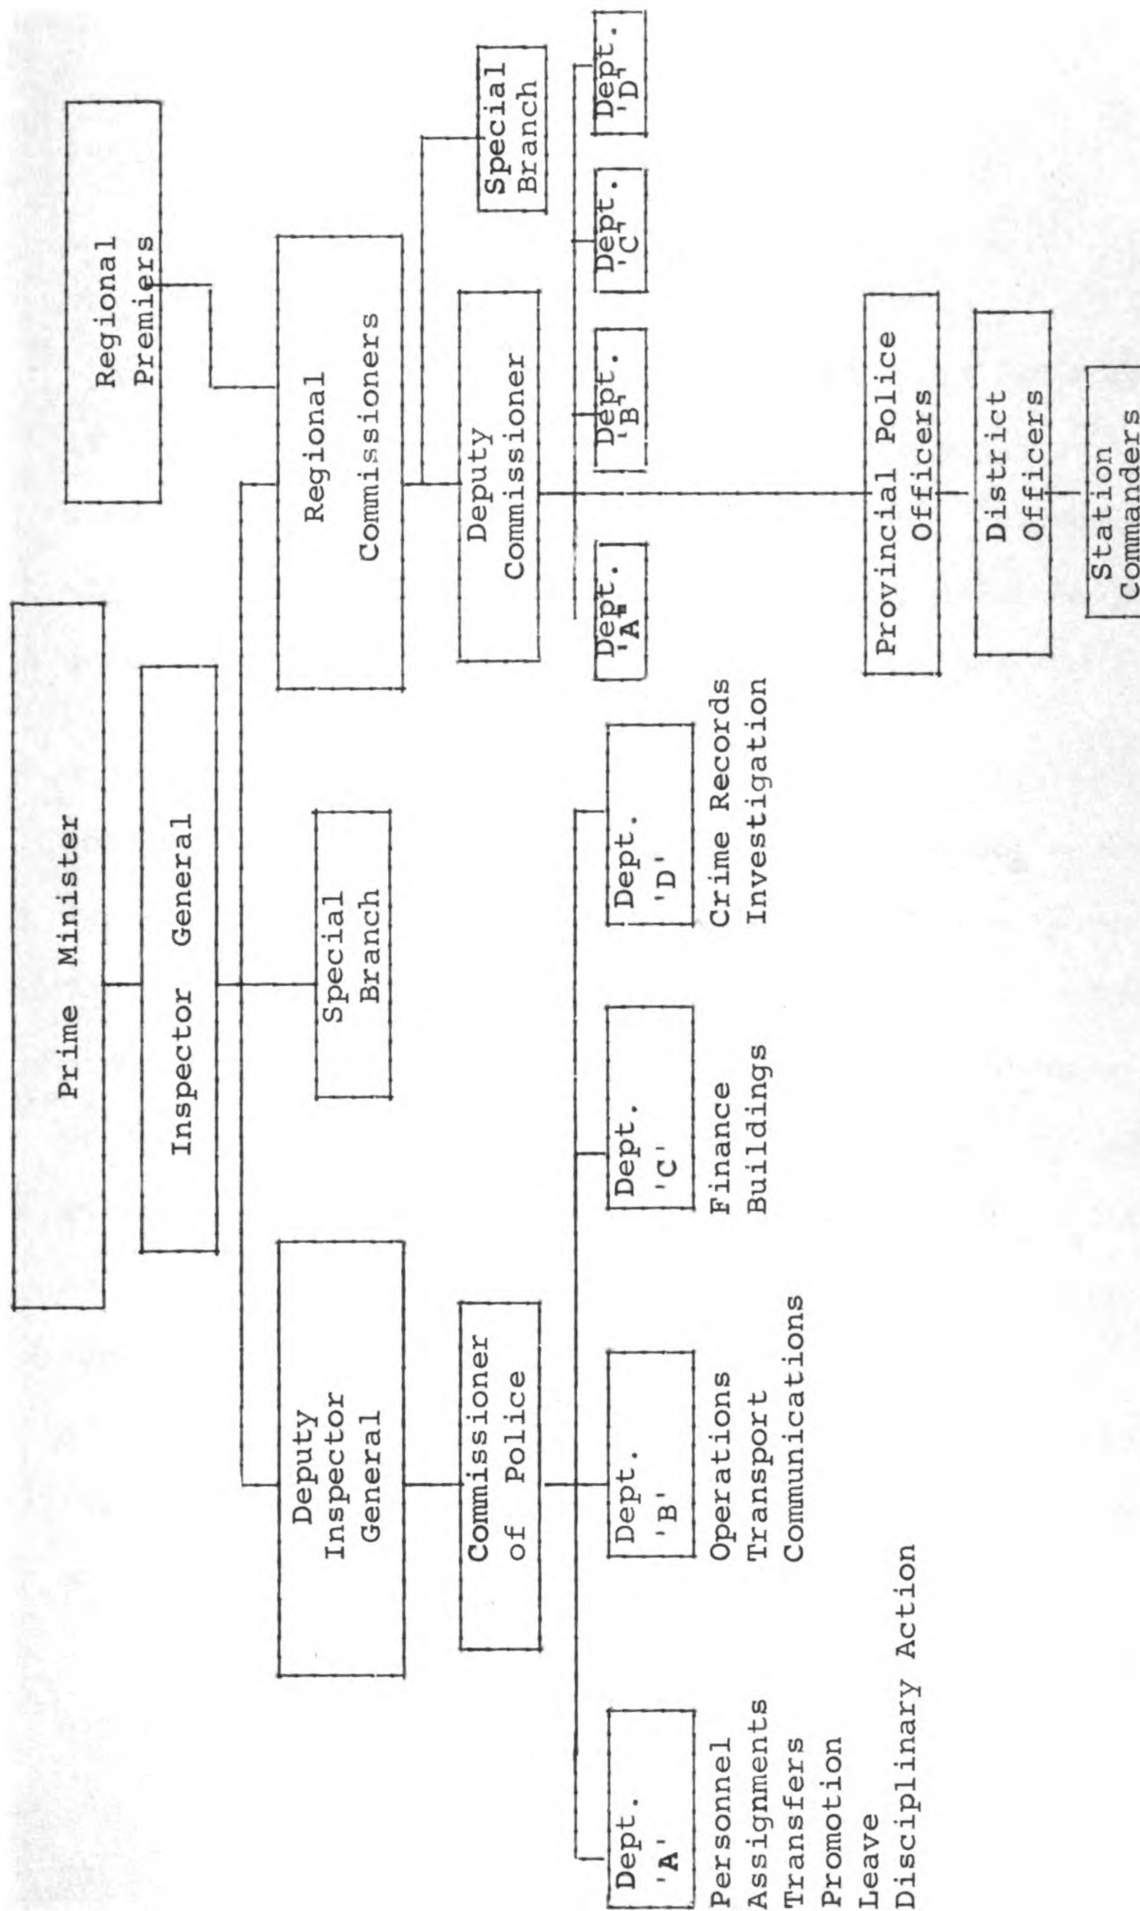 Prime Minister
Inspector General
Regional
Premiers
Deputy
Inspector
General
Special
Branch
Regional
Commissioners
Commissioner
of Police
Deputy
Commissioner
Special
Branch
Dept.
'A'
Personnel
Assignments
Transfers
Promotion
Leave
Disciplinary Action
Dept.
'B'
Operations
Transport
Communications
Dept.
'C'
Finance
Buildings
Dept.
'D'
Crime Records
Investigation
Dept.
'A"
Dept.
'B'
Dept.
'C'
Dept.
'D'
Provincial Police
Officers
District
Officers
Station
Commanders